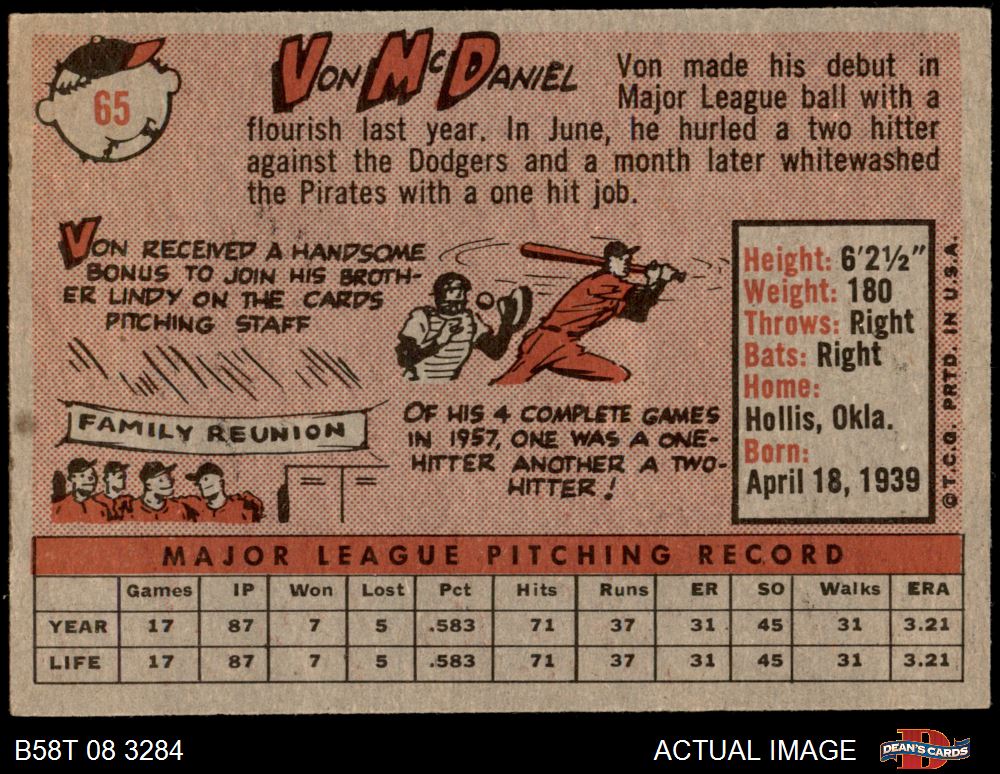 65
VON MCDANIEL
Von made his debut in
Major League ball with a
flourish last year. In June, he hurled a two hitter
against the Dodgers and a month later whitewashed
the Pirates with a one hit job.
VON RECEIVED A HANDSOME
BONUS TO JOIN HIS BROTH-
ER LINDY ON THE CARDS
PITCHING STAFF
FAMILY REUNION
OF HIS 4 COMPLETE GAMES
IN 1957, ONE WAS A ONE-
HITTER ANOTHER A TWO-
HITTER!
Height: 6'2½"
Weight: 180
Throws: Right
Bats: Right
Home:
Hollis, Okla.
Born:
April 18, 1939
© T.C.G. PRTD. IN U.S.A.
MAJOR LEAGUE PITCHING RECORD
Games IP Won Lost Pct Hits Runs ER SO Walks ERA
YEAR 17 87 7 5 .583 71 37 31 45 31 3.21
LIFE 17 87 7 5 .583 71 37 31 45 31 3.21
B58T 08 3284 ACTUAL IMAGE DEAN'S CARDS